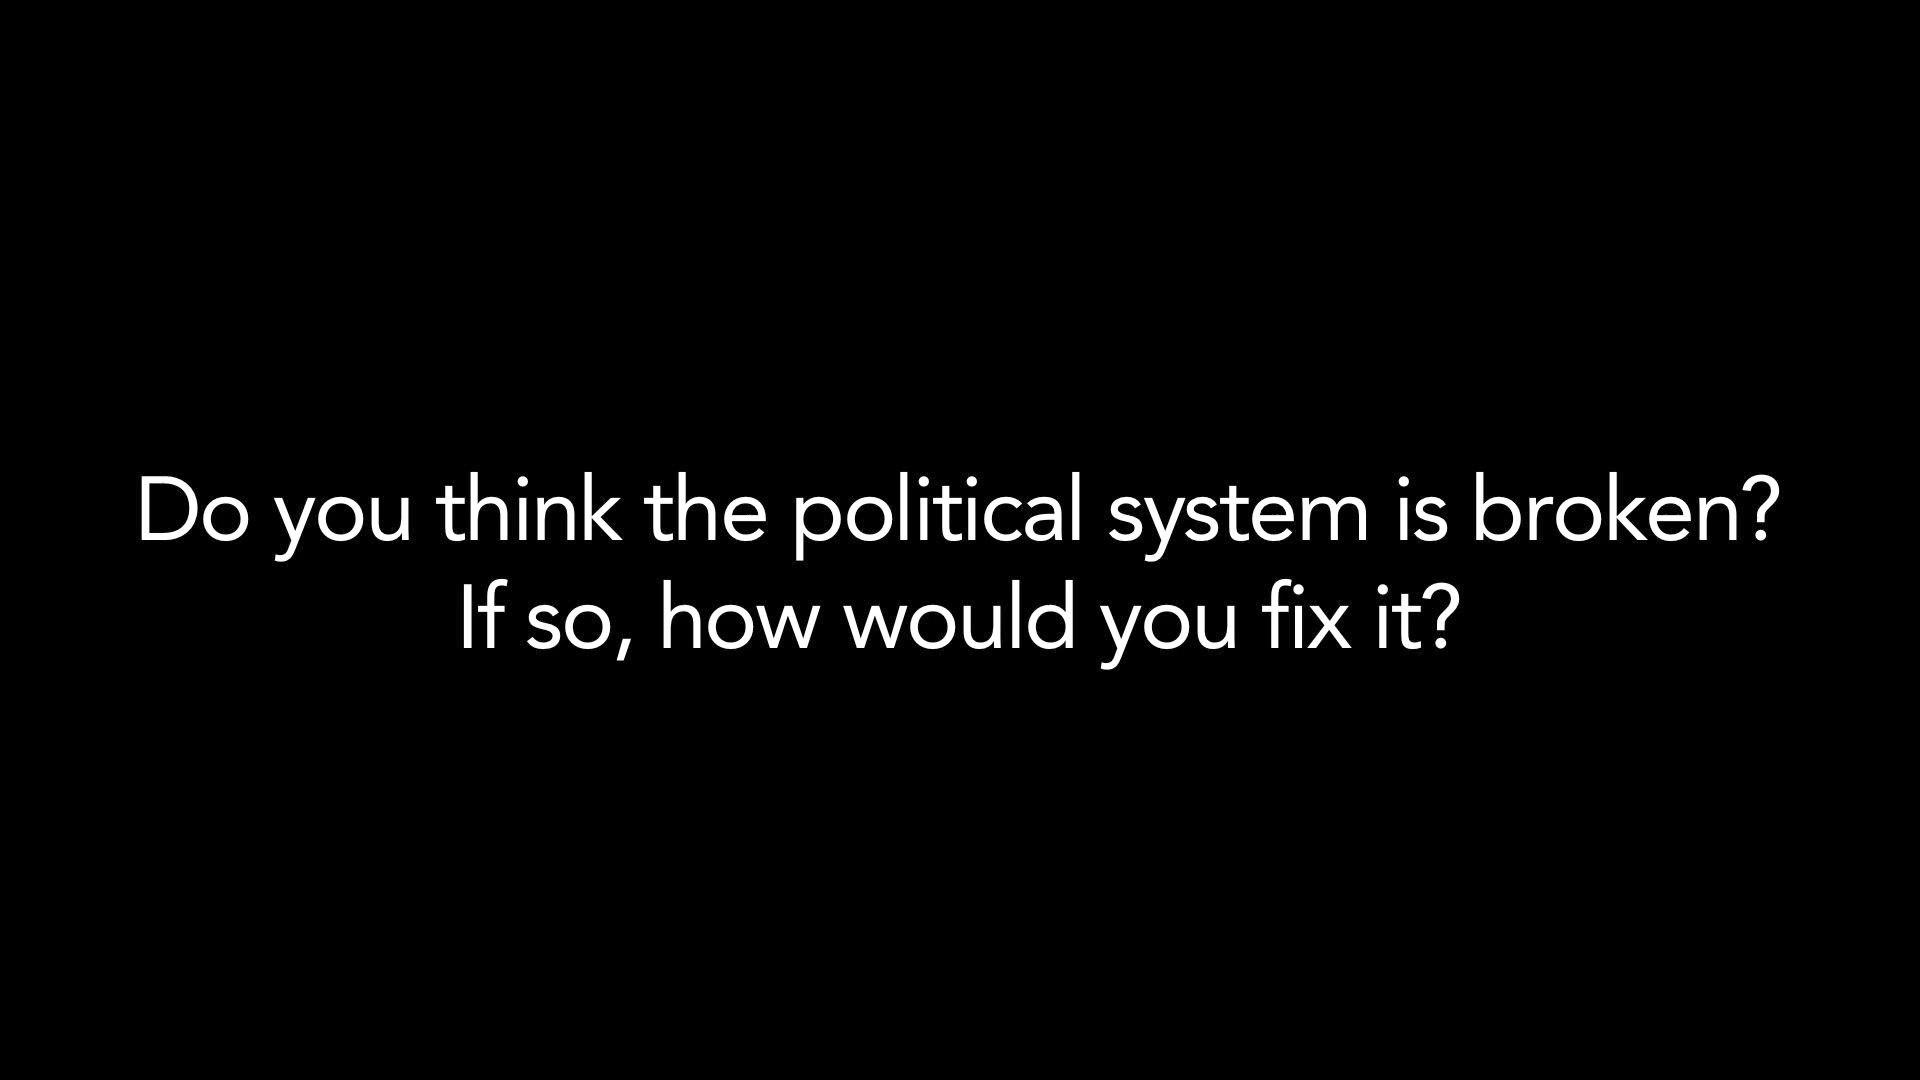 Do you think the political system is broken?
If so, how would you fix it?